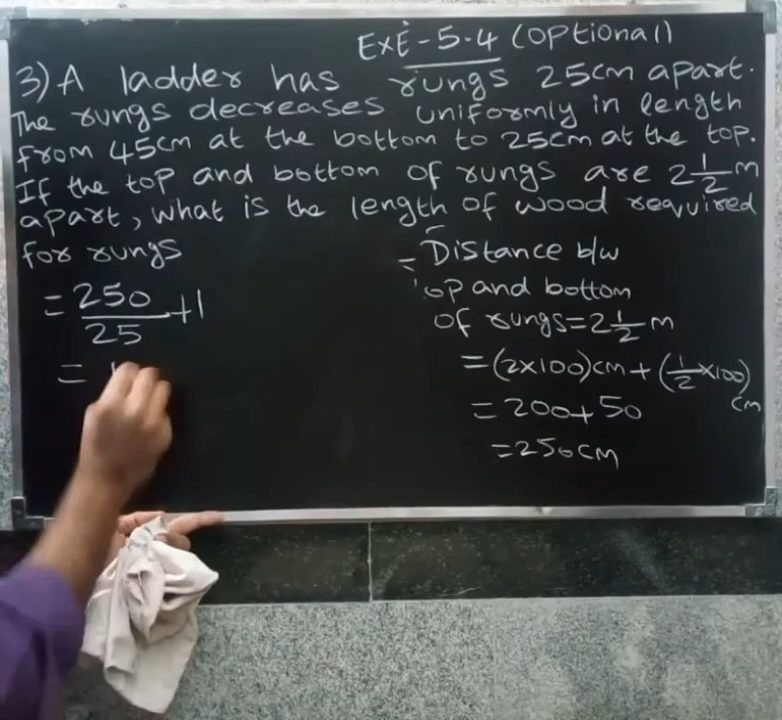 EXE-5.4 (optional)
3) A ladder has rungs 25cm apart.
The rungs decreases uniformly in length
from 45cm at the bottom to 25cm at the top.
If the top and bottom of rungs are 2 1/2 m
apart, what is the length of wood required
for rungs
= 250/25 + 1
=
= Distance b/w
top and bottom
of rungs = 2 1/2 m
= (2×100)cm + (1/2 ×100)
cm
= 200+50
= 250cm